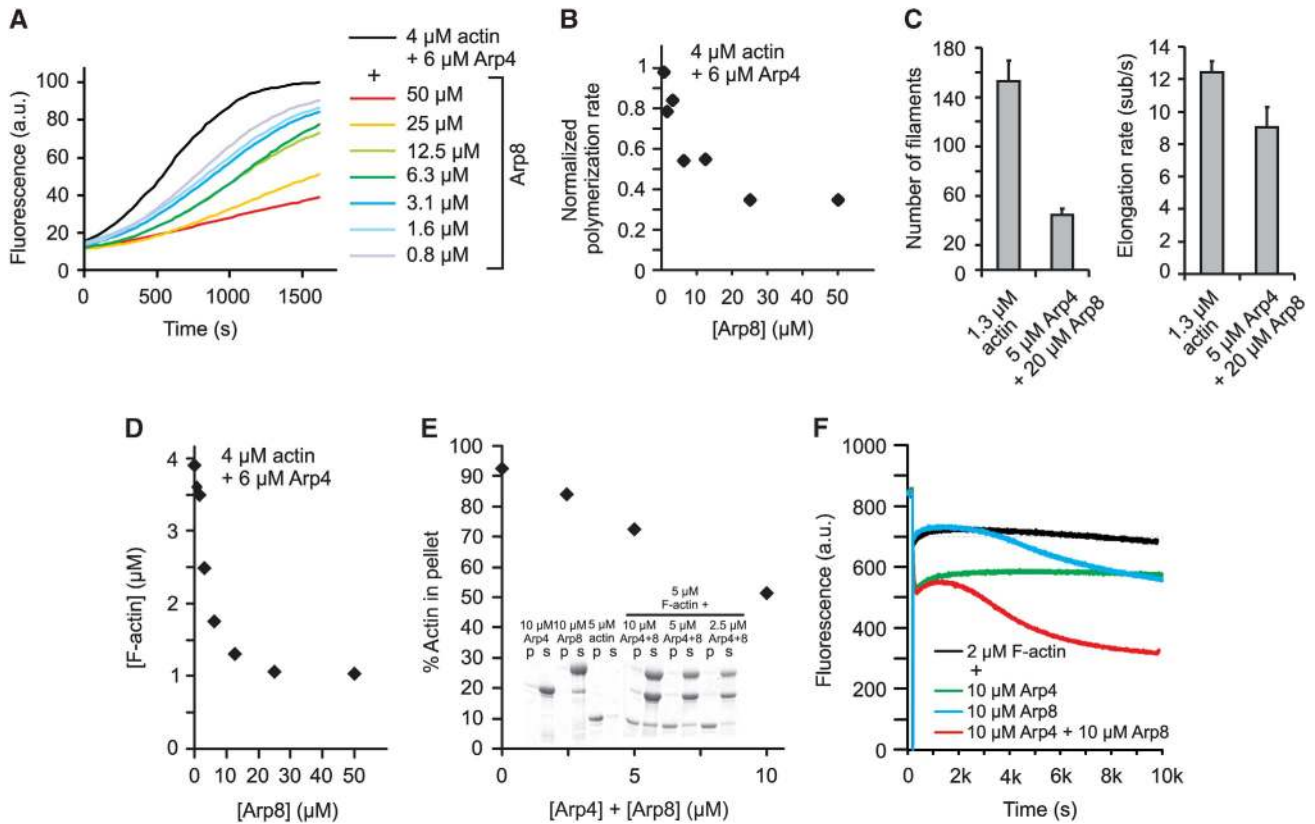 A
Fluorescence (a.u.)
100
80
60
40
20
0
0
500
1000
1500
Time (s)
4 µM actin
+ 6 µM Arp4
+
50 µM
25 µM
12.5 µM
6.3 µM
3.1 µM
1.6 µM
0.8 µM
Arp8
B
4 µM actin
+ 6 µM Arp4
Normalized
polymerization rate
1
0.8
0.6
0.4
0.2
0
0 10 20 30 40 50
[Arp8] (µM)
C
Number of filaments
160
120
80
40
0
1.3 µM
actin
5 µM Arp4
+ 20 µM Arp8
Elongation rate (sub/s)
14
12
10
8
6
4
2
0
1.3 µM
actin
5 µM Arp4
+ 20 µM Arp8
D
4 µM actin
+ 6 µM Arp4
[F-actin] (µM)
4
3
2
1
0
0 10 20 30 40 50
[Arp8] (µM)
E
% Actin in pellet
100
90
80
70
60
50
40
30
20
10
0
5 µM
F-actin +
10 µM 10 µM 5 µM 10 µM 5 µM 2.5 µM
Arp4 Arp8 actin Arp4+8 Arp4+8 Arp4+8
p s p s p s p s p s p s
0 5 10
[Arp4] + [Arp8] (µM)
F
Fluorescence (a.u.)
1000
800
600
400
200
0
2 µM F-actin
+
10 µM Arp4
10 µM Arp8
10 µM Arp4 + 10 µM Arp8
0 2k 4k 6k 8k 10k
Time (s)